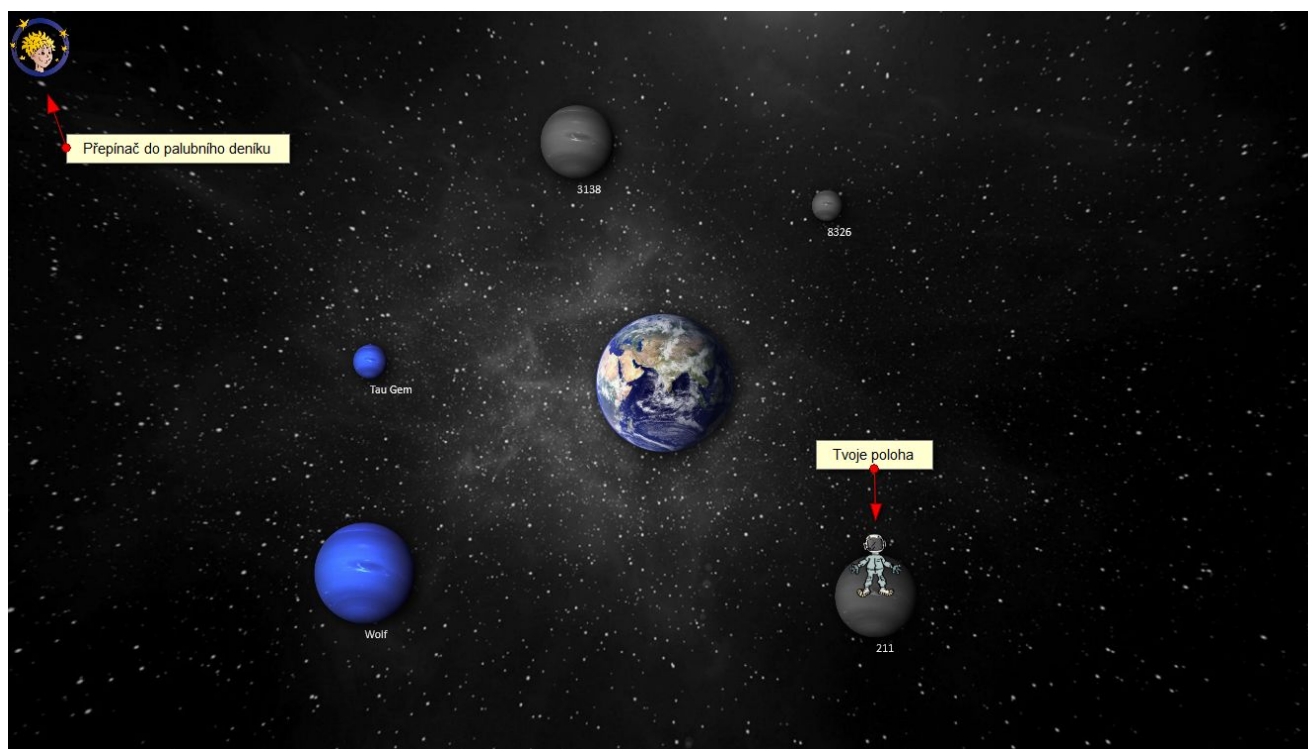 Přepínač do palubního deníku
3138
8326
Tau Gem
Tvoje poloha
Wolf
211